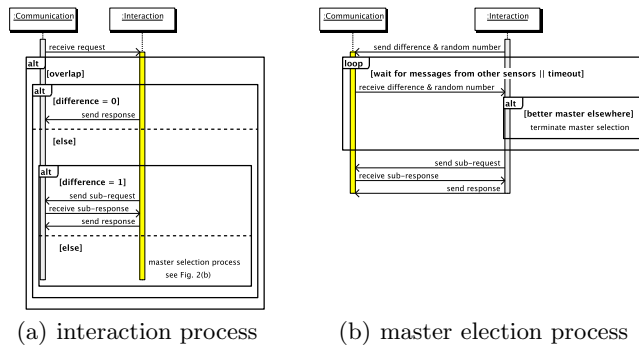 :Communication
:Interaction
receive request
alt
[overlap]
alt
[difference = 0]
send response
[else]
alt
[difference = 1]
send sub-request
receive sub-response
send response
[else]
master selection process
see Fig. 2(b)
(a) interaction process
:Communication
:Interaction
send difference & random number
loop
[wait for messages from other sensors || timeout]
receive difference & random number
alt
[better master elsewhere]
terminate master selection
send sub-request
receive sub-response
send response
(b) master election process